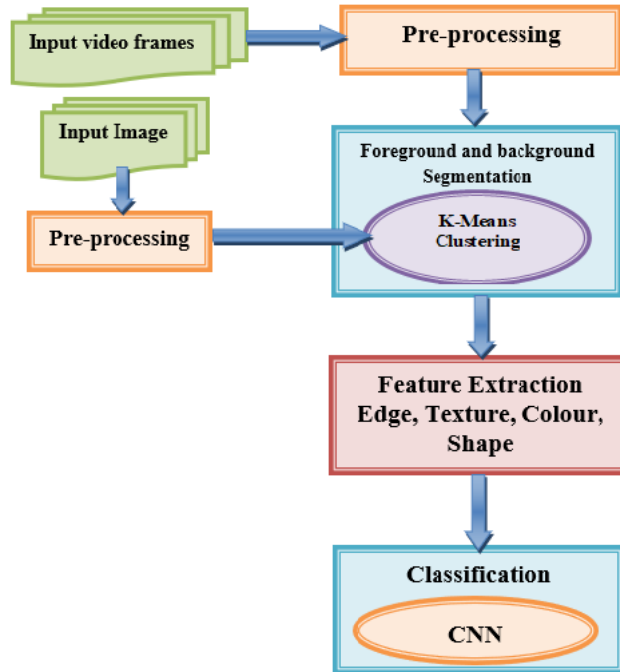 Input video frames
Pre-processing
Input Image
Pre-processing
Foreground and background
Segmentation
K-Means
Clustering
Feature Extraction
Edge, Texture, Colour,
Shape
Classification
CNN